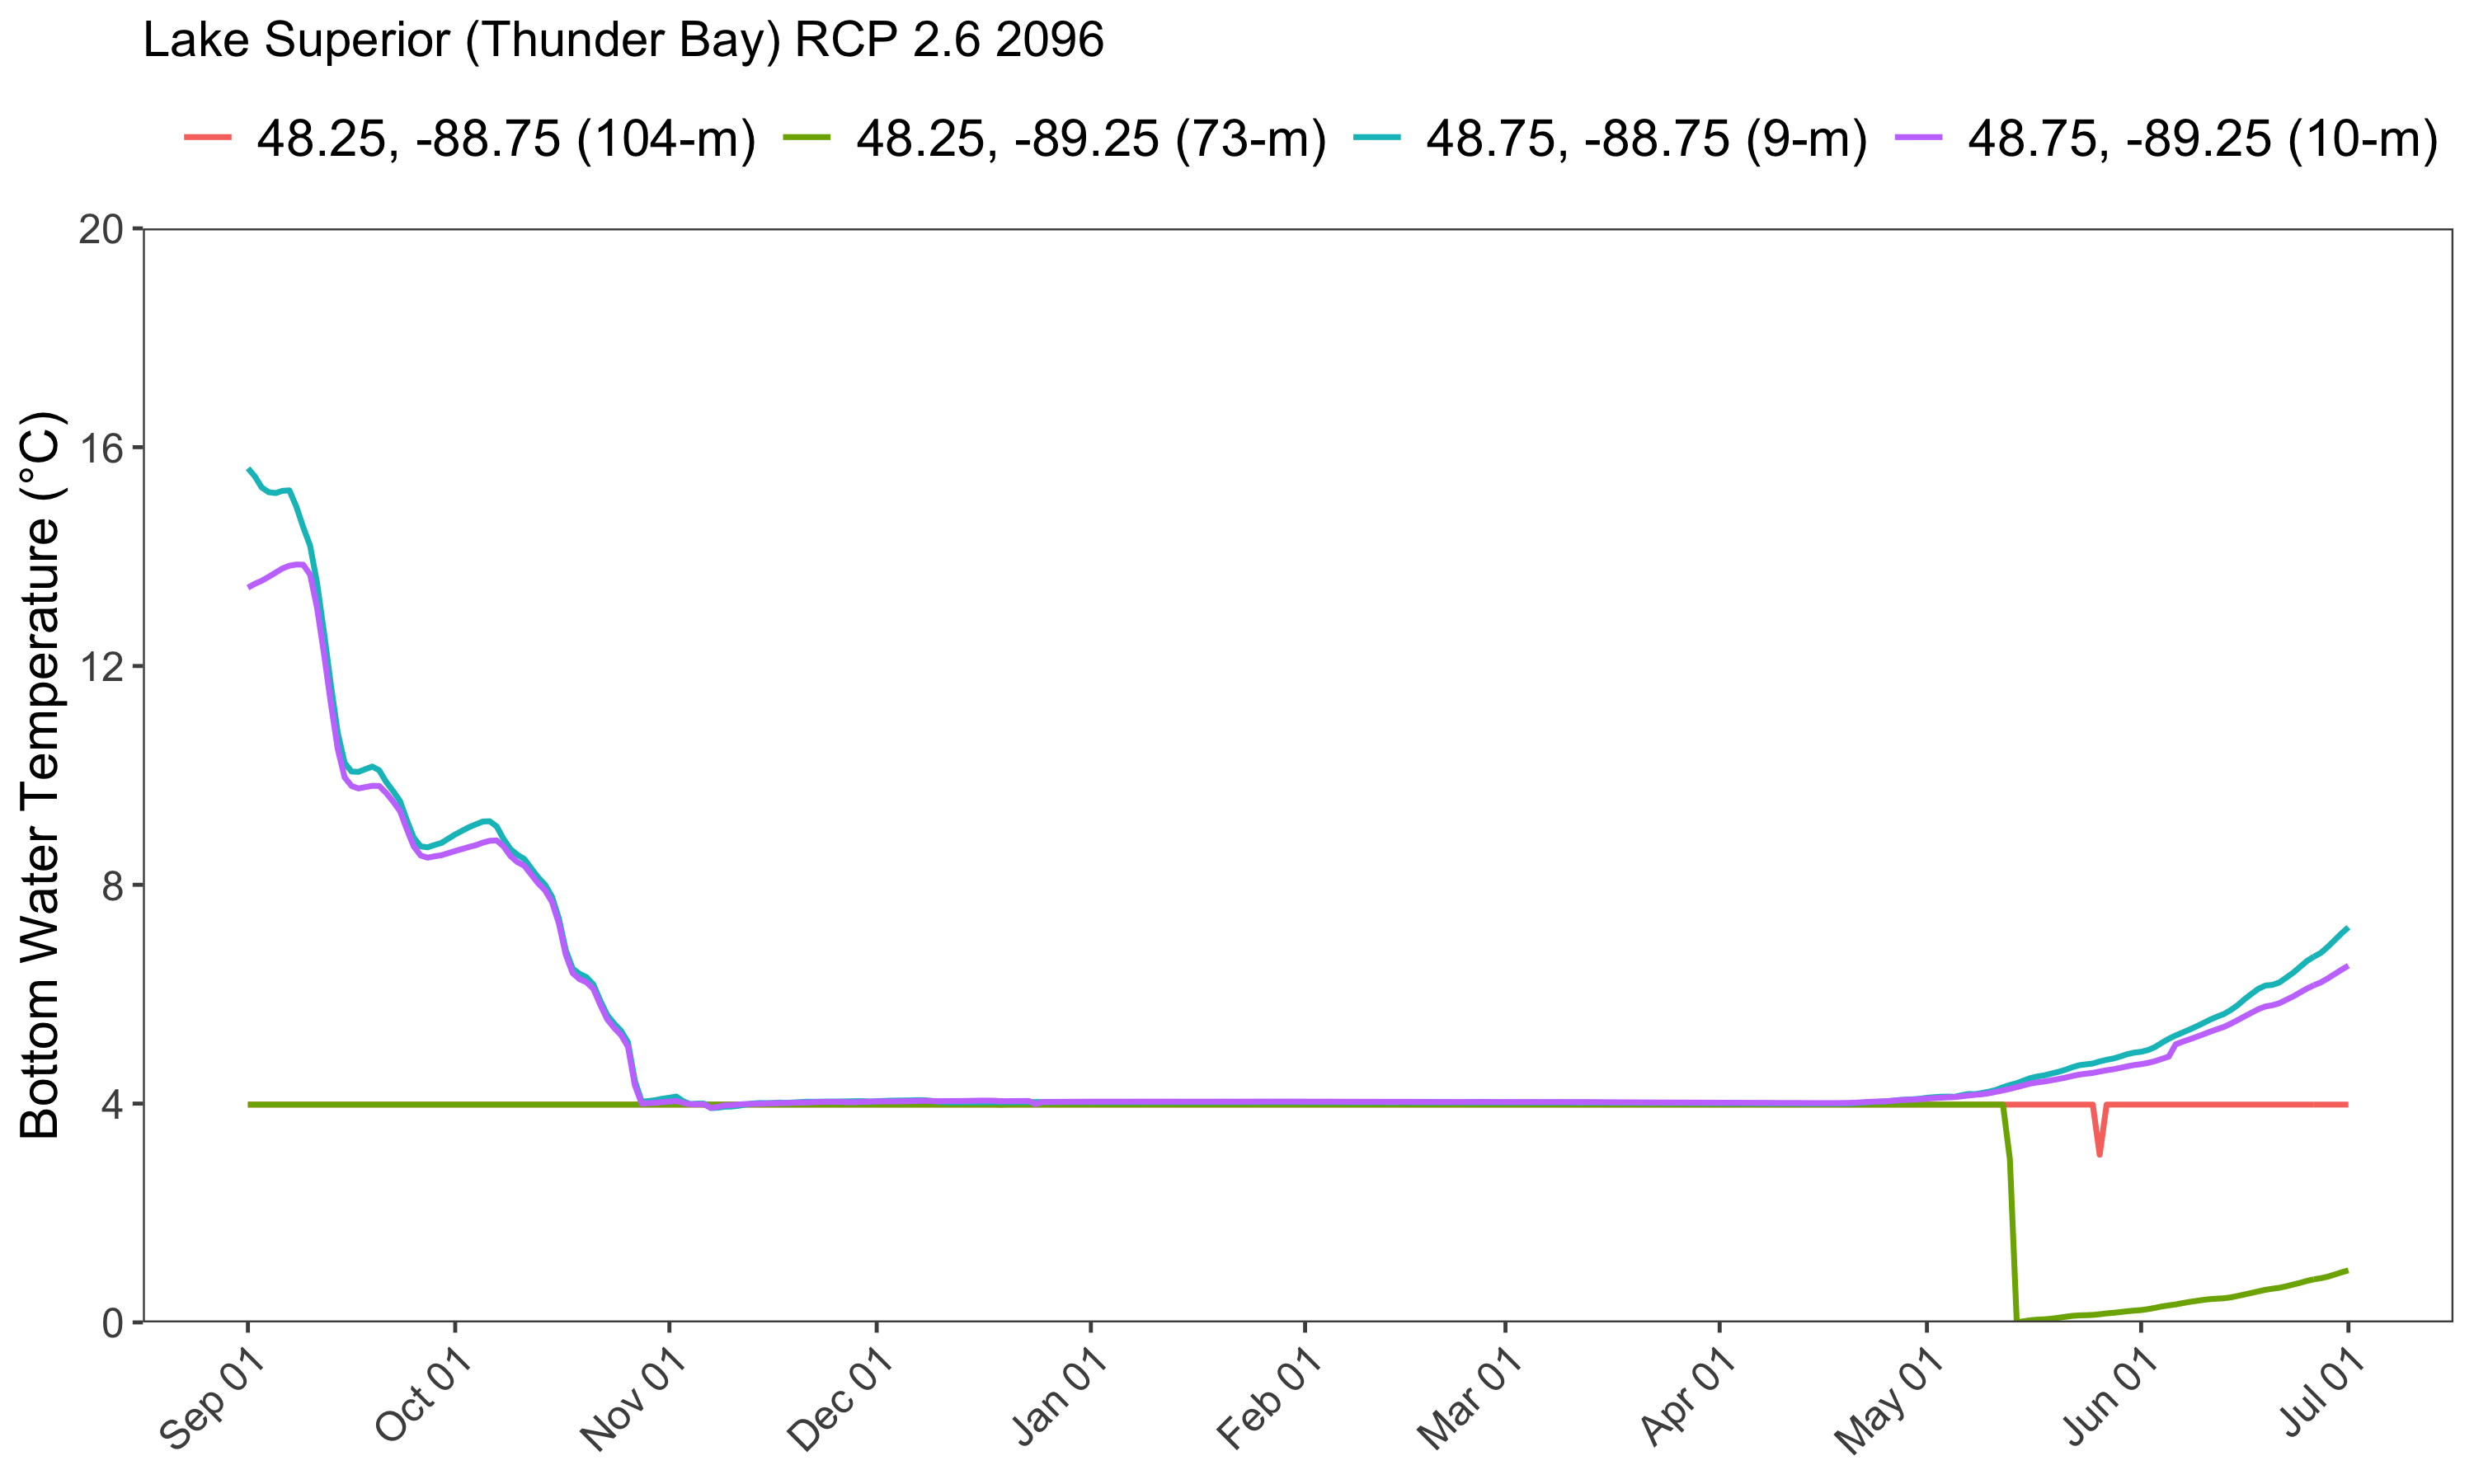 Lake Superior (Thunder Bay) RCP 2.6 2096
48.25, -88.75 (104-m) 48.25, -89.25 (73-m) 48.75, -88.75 (9-m) 48.75, -89.25 (10-m)
Bottom Water Temperature (°C)
20
16
12
8
4
0
Sep 01 Oct 01 Nov 01 Dec 01 Jan 01 Feb 01 Mar 01 Apr 01 May 01 Jun 01 Jul 01